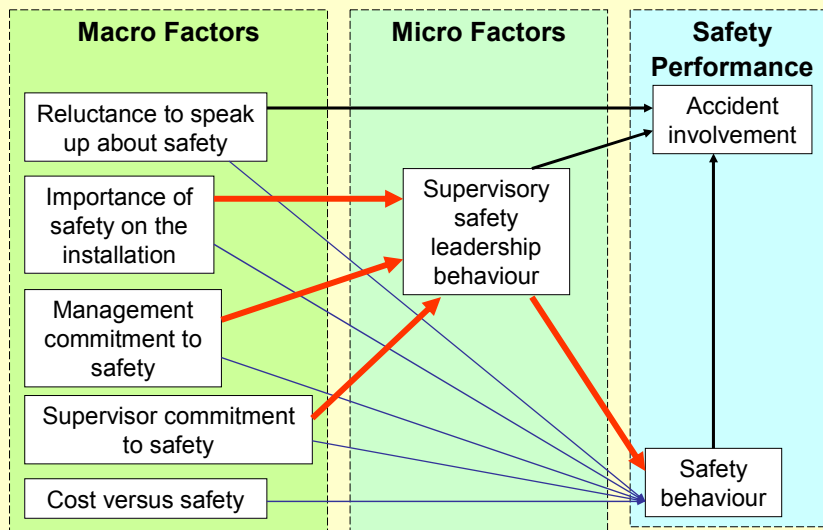 Macro Factors
Reluctance to speak
up about safety
Importance of
safety on the
installation
Management
commitment to
safety
Supervisor commitment
to safety
Cost versus safety
Micro Factors
Supervisory
safety
leadership
behaviour
Safety
Performance
Accident
involvement
Safety
behaviour